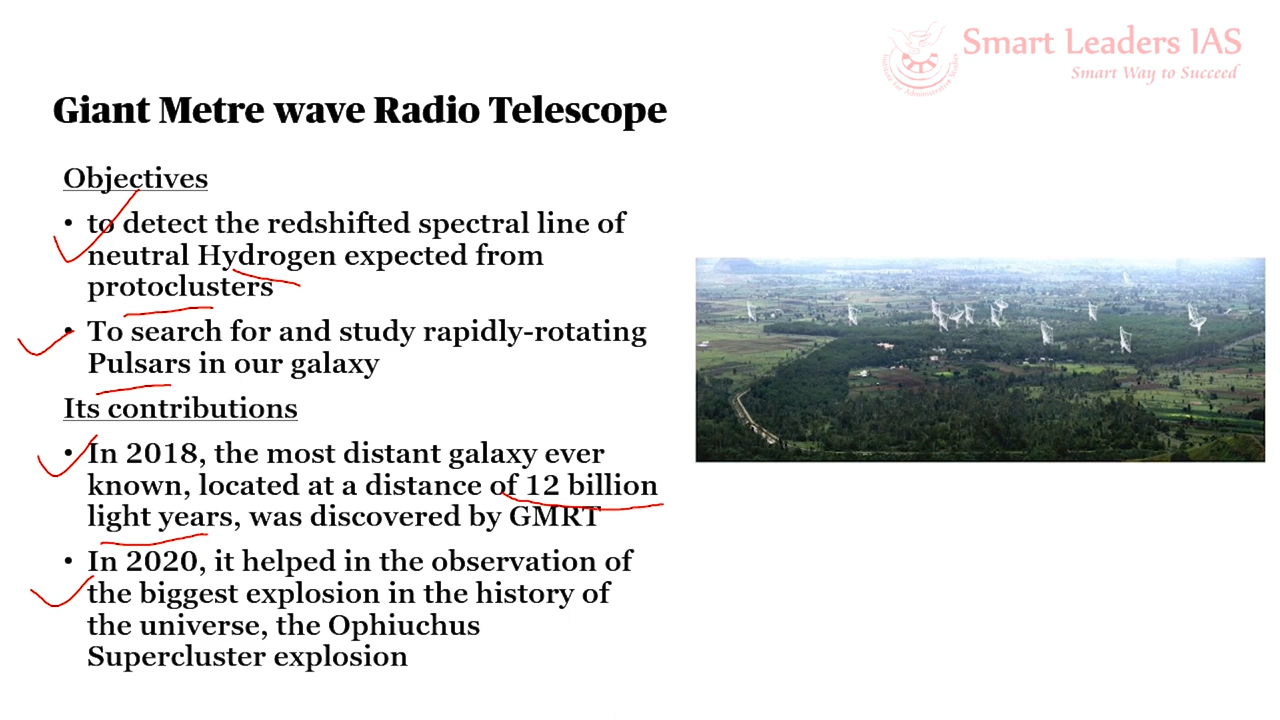 Smart Leaders IAS
Smart Way to Succeed
Institute For Administrative Studies
Giant Metre wave Radio Telescope
Objectives
• to detect the redshifted spectral line of
neutral Hydrogen expected from
protoclusters
• To search for and study rapidly-rotating
Pulsars in our galaxy
Its contributions
• In 2018, the most distant galaxy ever
known, located at a distance of 12 billion
light years, was discovered by GMRT
• In 2020, it helped in the observation of
the biggest explosion in the history of
the universe, the Ophiuchus
Supercluster explosion